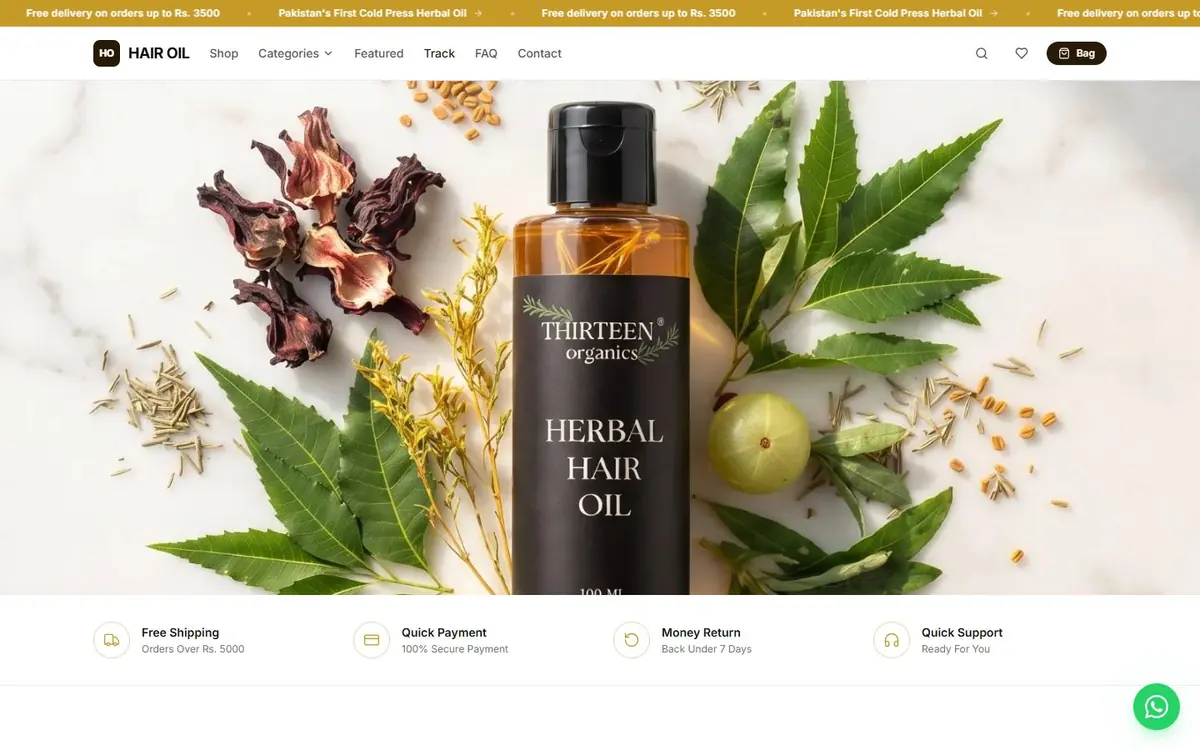 Free delivery on orders up to Rs. 3500 • Pakistan's First Cold Press Herbal Oil → • Free delivery on orders up to Rs. 3500 • Pakistan's First Cold Press Herbal Oil → • Free delivery on orders up to Rs.
HO HAIR OIL Shop Categories Featured Track FAQ Contact Bag
THIRTEEN®
organics
HERBAL
HAIR
OIL
100 ML
Free Shipping
Orders Over Rs. 5000
Quick Payment
100% Secure Payment
Money Return
Back Under 7 Days
Quick Support
Ready For You